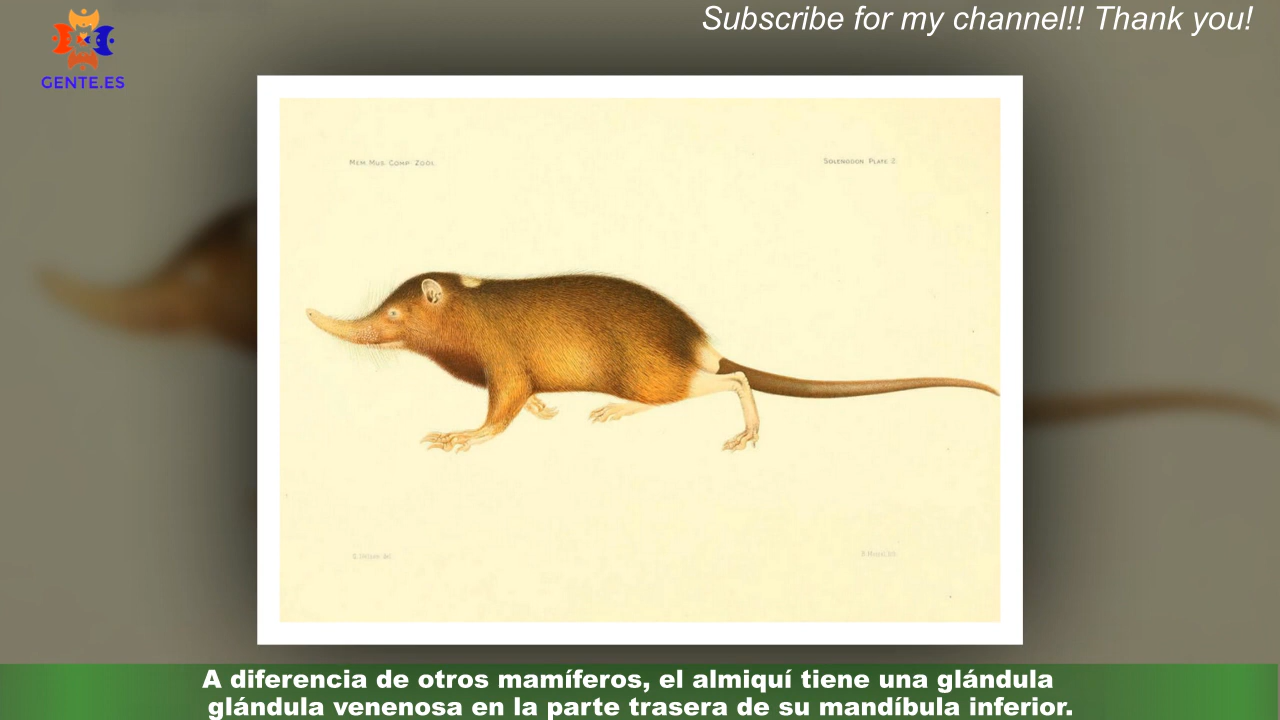 Subscribe for my channel!! Thank you!
GENTE.ES
MEM. MUS. COMP. ZOÖL.
SOLENODON. PLATE 2
A diferencia de otros mamíferos, el almiquí tiene una glándula
glándula venenosa en la parte trasera de su mandíbula inferior.